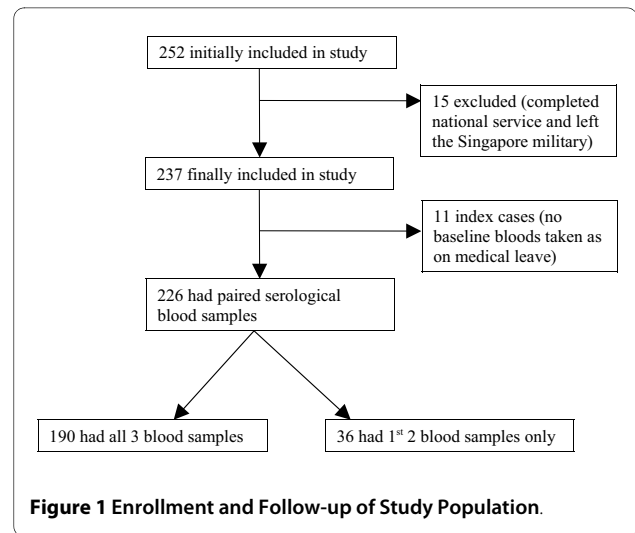 252 initially included in study
15 excluded (completed
national service and left
the Singapore military)
237 finally included in study
11 index cases (no
baseline bloods taken as
on medical leave)
226 had paired serological
blood samples
190 had all 3 blood samples
36 had 1st 2 blood samples only
Figure 1 Enrollment and Follow-up of Study Population.